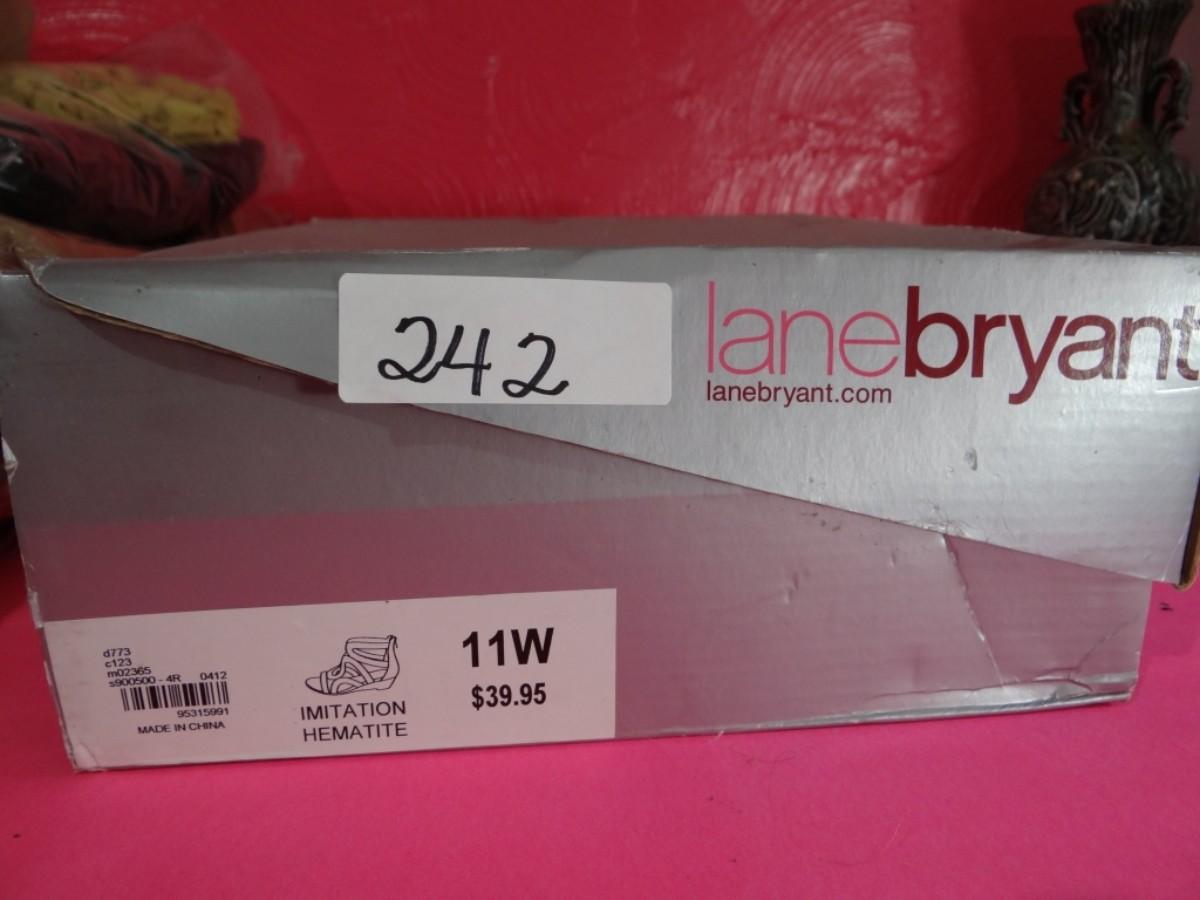 242
lanebryant
lanebryant.com
d773
c123
m02365
s900500 - 4R 0412
95315991
MADE IN CHINA
IMITATION
HEMATITE
11W
$39.95